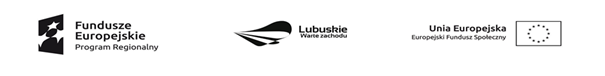 Fundusze
Europejskie
Program Regionalny
Lubuskie
Warte zachodu
Unia Europejska
Europejski Fundusz Społeczny